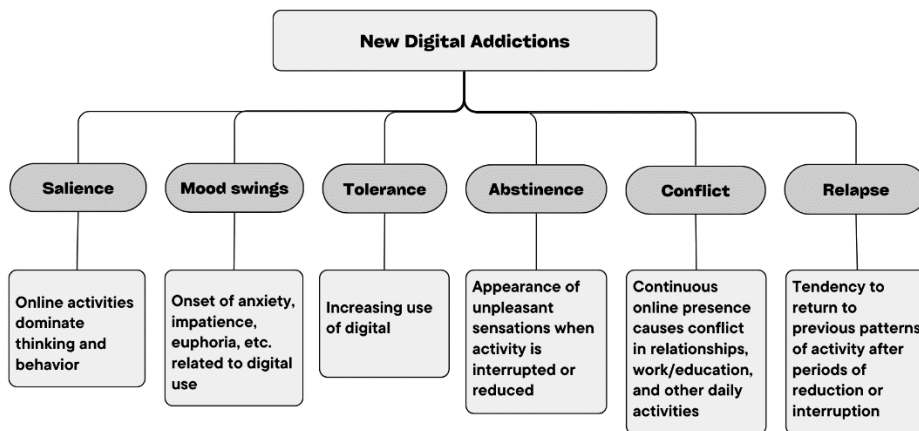 New Digital Addictions
Salience
Mood swings
Tolerance
Abstinence
Conflict
Relapse
Online activities
dominate
thinking and
behavior
Onset of anxiety,
impatience,
euphoria, etc.
related to digital
use
Increasing use
of digital
Appearance of
unpleasant
sensations when
activity is
interrupted or
reduced
Continuous
online presence
causes conflict
in relationships,
work/education,
and other daily
activities
Tendency to
return to
previous patterns
of activity after
periods of
reduction or
interruption